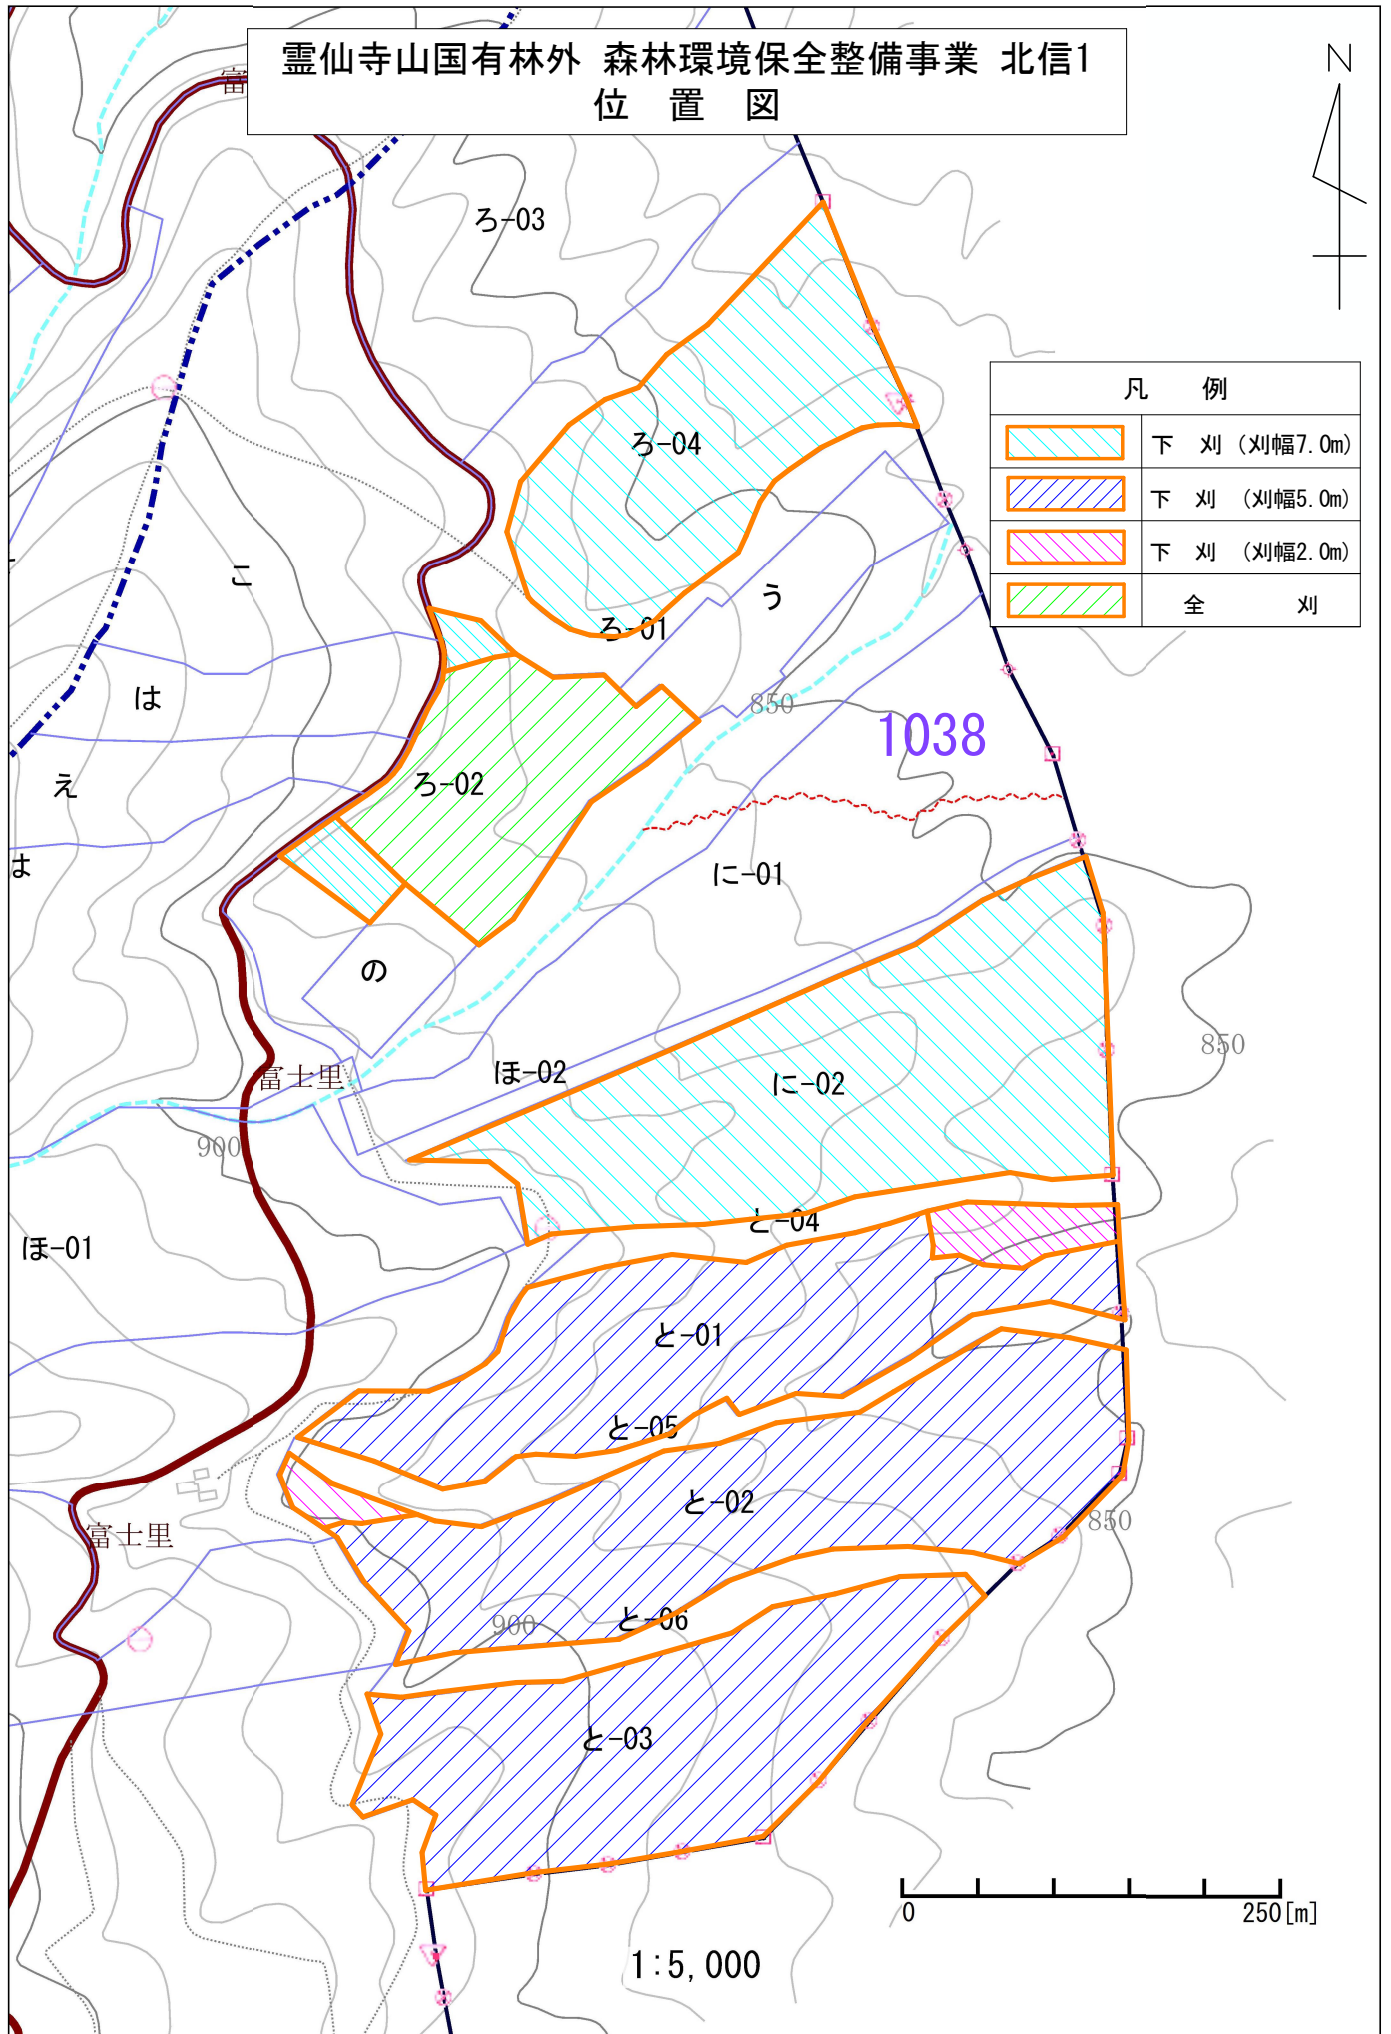 霊仙寺山国有林外 森林環境保全整備事業 北信1
位 置 図
N
富
ろ-03
凡 例
下 刈 (刈幅7.0m)
下 刈 (刈幅5.0m)
下 刈 (刈幅2.0m)
全 刈
ろ-04
こ
う
ろ-01
は
850
1038
え
ろ-02
は
に-01
の
富士里
ほ-02
に-02
850
900
と-04
ほ-01
と-01
と-05
と-02
富士里
850
900
と-06
と-03
0
250[m]
1:5,000